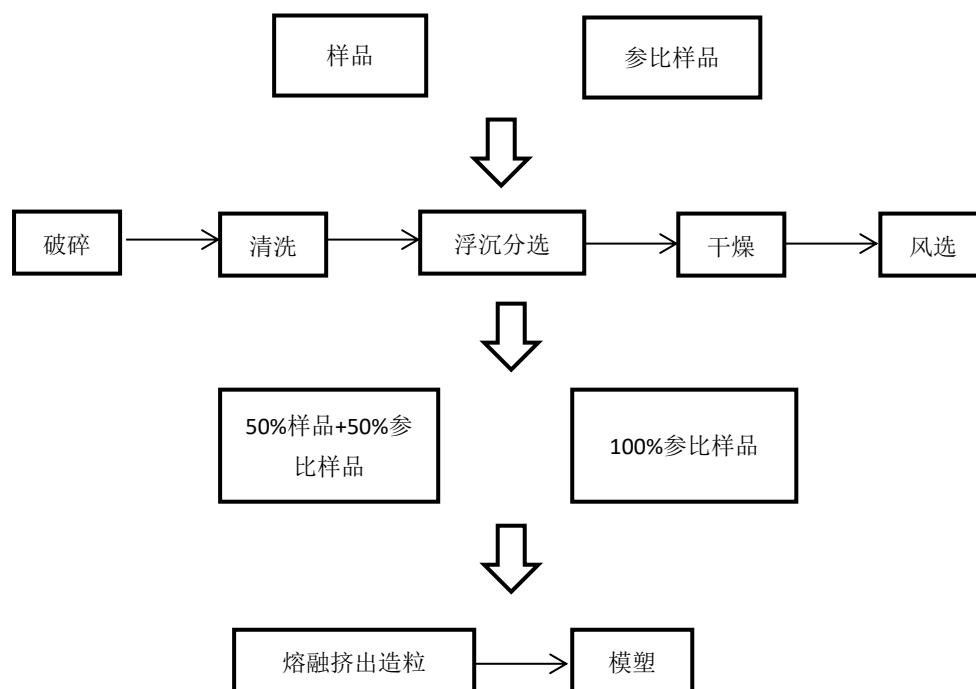 样品
参比样品
破碎
清洗
浮沉分选
干燥
风选
50%样品+50%参
比样品
100%参比样品
熔融挤出造粒
模塑